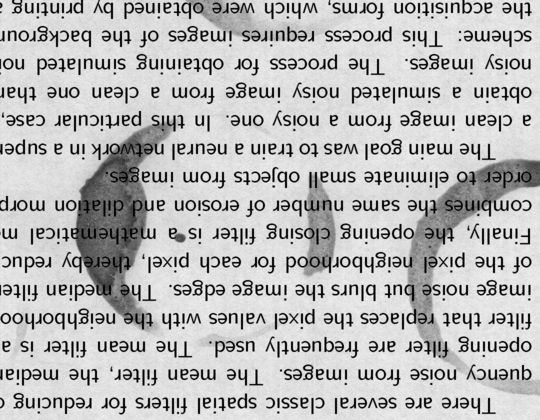 There are several classic spatial filters for reducing o
quency noise from images. The mean filter, the median
opening filter are frequently used. The mean filter is a
filter that replaces the pixel values with the neighborhoo
image noise but blurs the image edges. The median filte
of the pixel neighborhood for each pixel, thereby reduc
Finally, the opening closing filter is a mathematical m
combines the same number of erosion and dilation morp
order to eliminate small objects from images.
The main goal was to train a neural network in a supe
a clean image from a noisy one. In this particular case,
obtain a simulated noisy image from a clean one than
noisy images. The process for obtaining simulated noi
scheme: This process requires images of the backgroun
the acquisition forms, which were obtained by printing a